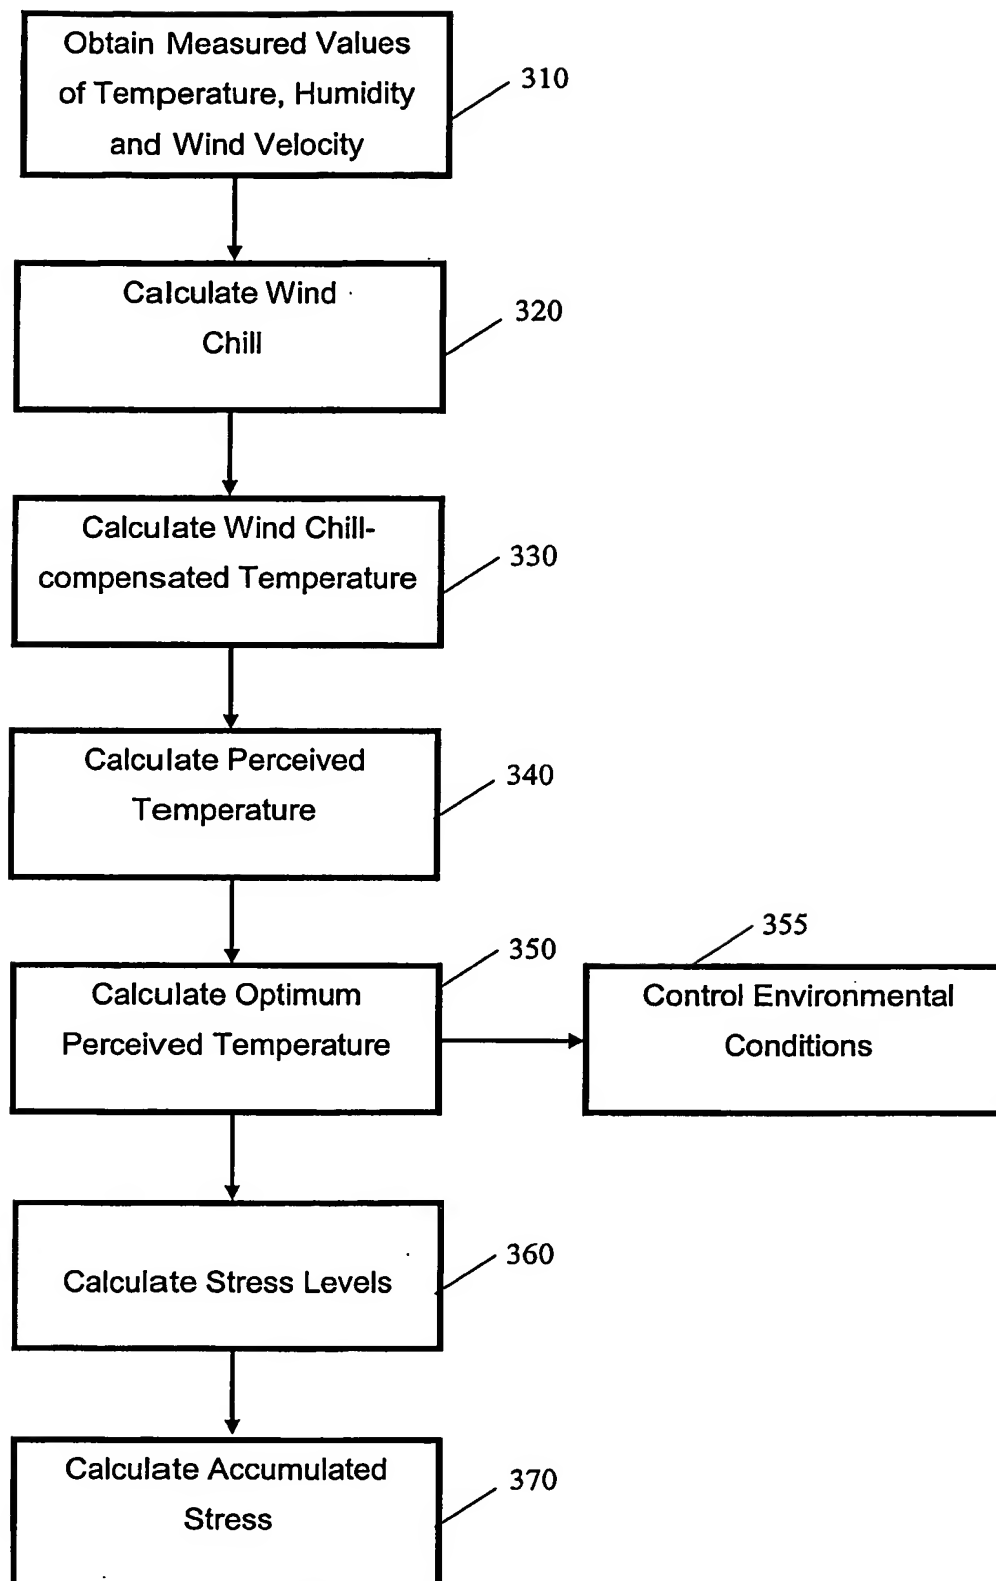 Obtain Measured Values
of Temperature, Humidity
and Wind Velocity
310
Calculate Wind
Chill
320
Calculate Wind Chill-
compensated Temperature
330
Calculate Perceived
Temperature
340
Calculate Optimum
Perceived Temperature
350
Control Environmental
Conditions
355
Calculate Stress Levels
360
Calculate Accumulated
Stress
370